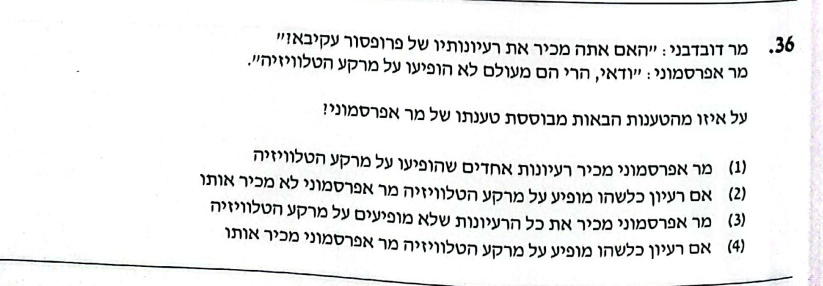 36. מר דובדבני: "האם אתה מכיר את רעיונותיו של פרופסור עקיבא?"
מר אפרסמוני: "ודאי, הרי הם מעולם לא הופיעו על מרקע הטלוויזיה".
על איזו מהטענות הבאות מבוססת טענתו של מר אפרסמוני?
(1) מר אפרסמוני מכיר רעיונות אחדים שהופיעו על מרקע הטלוויזיה
(2) אם רעיון כלשהו מופיע על מרקע הטלוויזיה מר אפרסמוני לא מכיר אותו
(3) מר אפרסמוני מכיר את כל הרעיונות שלא מופיעים על מרקע הטלוויזיה
(4) אם רעיון כלשהו מופיע על מרקע הטלוויזיה מר אפרסמוני מכיר אותו